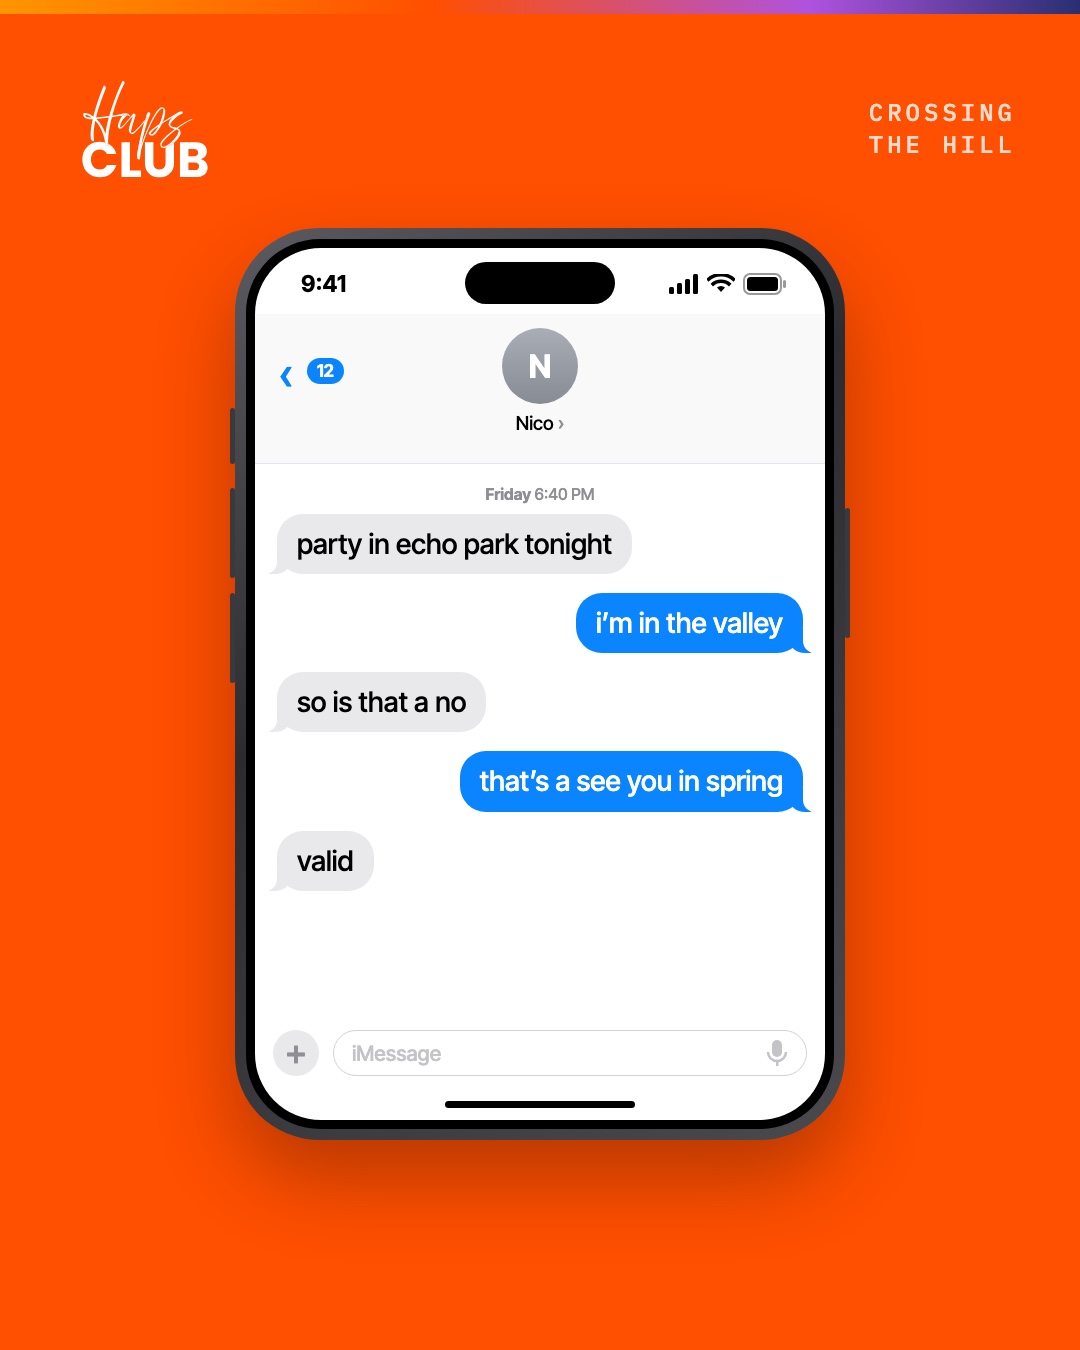 Haps
CLUB
CROSSING
THE HILL
9:41
12
N
Nico ›
Friday 6:40 PM
party in echo park tonight
i’m in the valley
so is that a no
that’s a see you in spring
valid
iMessage